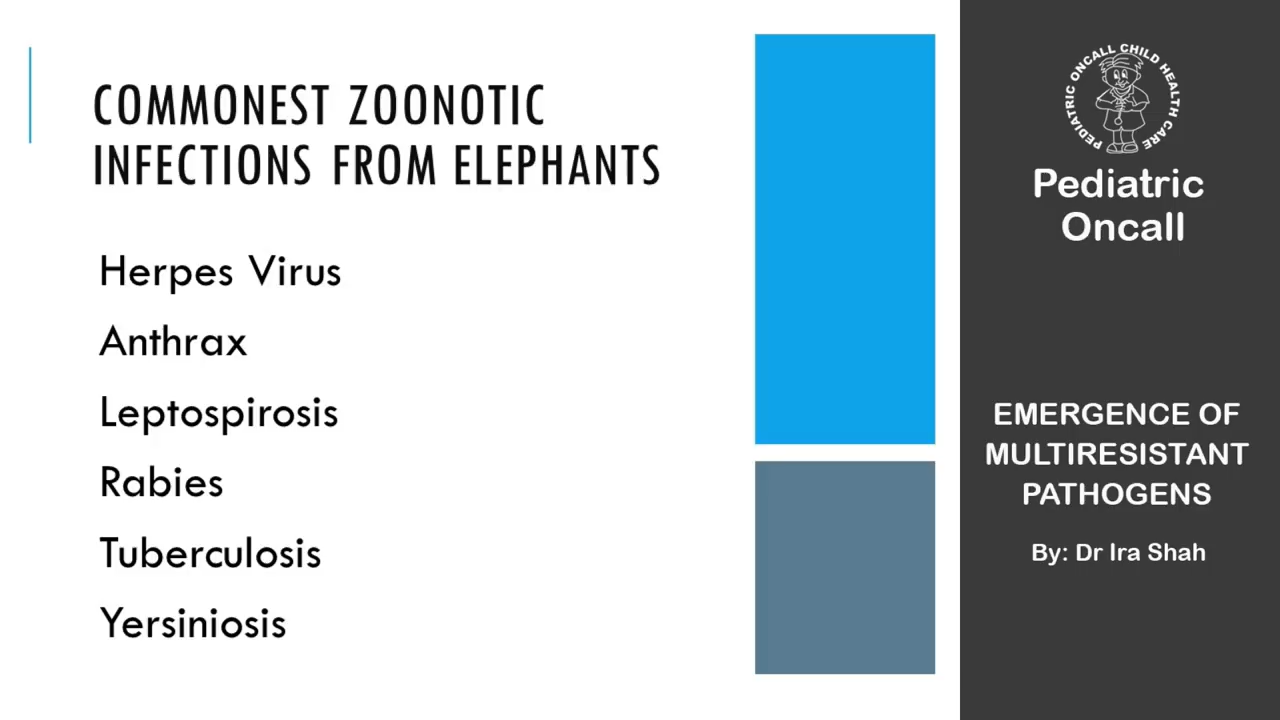 COMMONEST ZOONOTIC
INFECTIONS FROM ELEPHANTS
Herpes Virus
Anthrax
Leptospirosis
Rabies
Tuberculosis
Yersiniosis
PEDIATRIC ONCALL CHILD HEALTH CARE
Pediatric
Oncall
EMERGENCE OF
MULTIRESISTANT
PATHOGENS
By: Dr Ira Shah